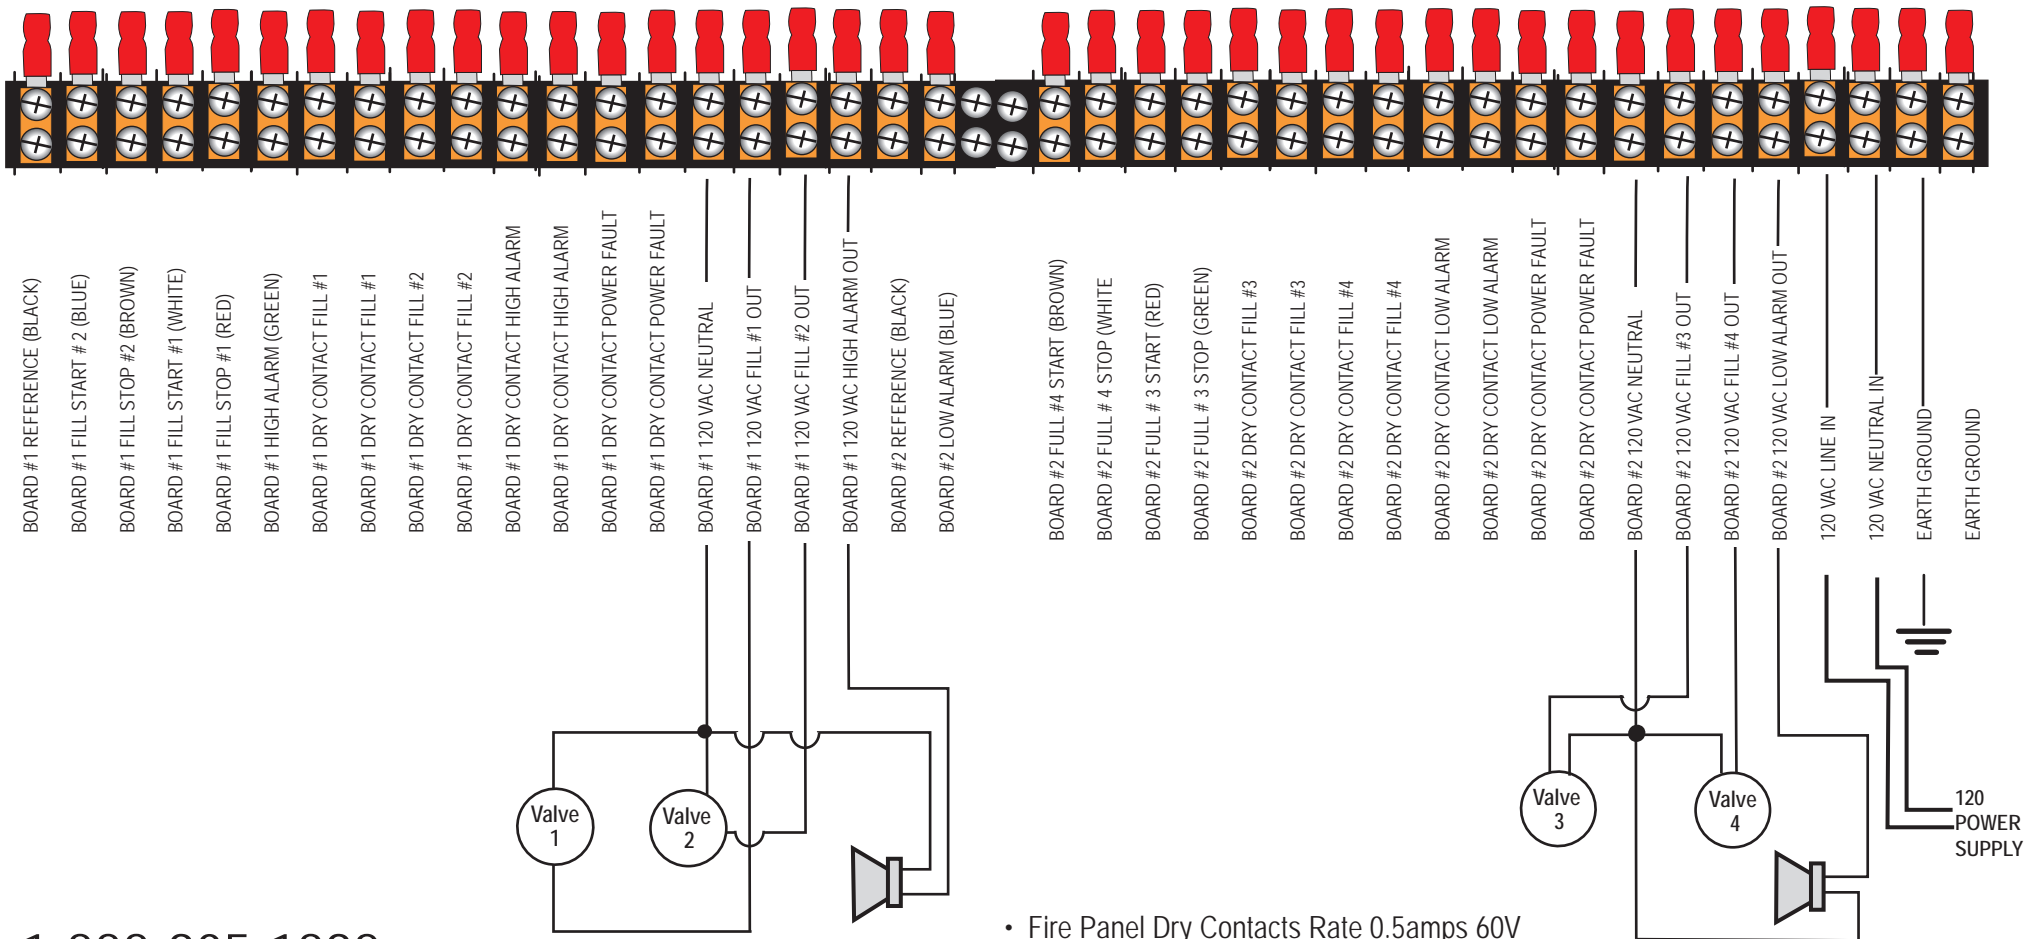 BOARD #1 REFERENCE (BLACK)
BOARD #1 FILL START # 2 (BLUE)
BOARD #1 FILL STOP #2 (BROWN)
BOARD #1 FILL START #1 (WHITE)
BOARD #1 FILL STOP #1 (RED)
BOARD #1 HIGH ALARM (GREEN)
BOARD #1 DRY CONTACT FILL #1
BOARD #1 DRY CONTACT FILL #1
BOARD #1 DRY CONTACT FILL #2
BOARD #1 DRY CONTACT FILL #2
BOARD #1 DRY CONTACT HIGH ALARM
BOARD #1 DRY CONTACT HIGH ALARM
BOARD #1 DRY CONTACT POWER FAULT
BOARD #1 DRY CONTACT POWER FAULT
BOARD #1 120 VAC NEUTRAL
BOARD #1 120 VAC FILL #1 OUT
BOARD #1 120 VAC FILL #2 OUT
BOARD #1 120 VAC HIGH ALARM OUT
BOARD #2 REFERENCE (BLACK)
BOARD #2 LOW ALARM (BLUE)
BOARD #2 FULL #4 START (BROWN)
BOARD #2 FULL # 4 STOP (WHITE
BOARD #2 FULL # 3 START (RED)
BOARD #2 FULL # 3 STOP (GREEN)
BOARD #2 DRY CONTACT FILL #3
BOARD #2 DRY CONTACT FILL #3
BOARD #2 DRY CONTACT FILL #4
BOARD #2 DRY CONTACT FILL #4
BOARD #2 DRY CONTACT LOW ALARM
BOARD #2 DRY CONTACT LOW ALARM
BOARD #2 DRY CONTACT POWER FAULT
BOARD #2 DRY CONTACT POWER FAULT
BOARD #2 120 VAC NEUTRAL
BOARD #2 120 VAC FILL #3 OUT
BOARD #2 120 VAC FILL #4 OUT
BOARD #2 120 VAC LOW ALARM OUT
120 VAC LINE IN
120 VAC NEUTRAL IN
EARTH GROUND
EARTH GROUND
Valve
1
Valve
2
Valve
3
Valve
4
120
POWER
SUPPLY
• Fire Panel Dry Contacts Rate 0.5amps 60V